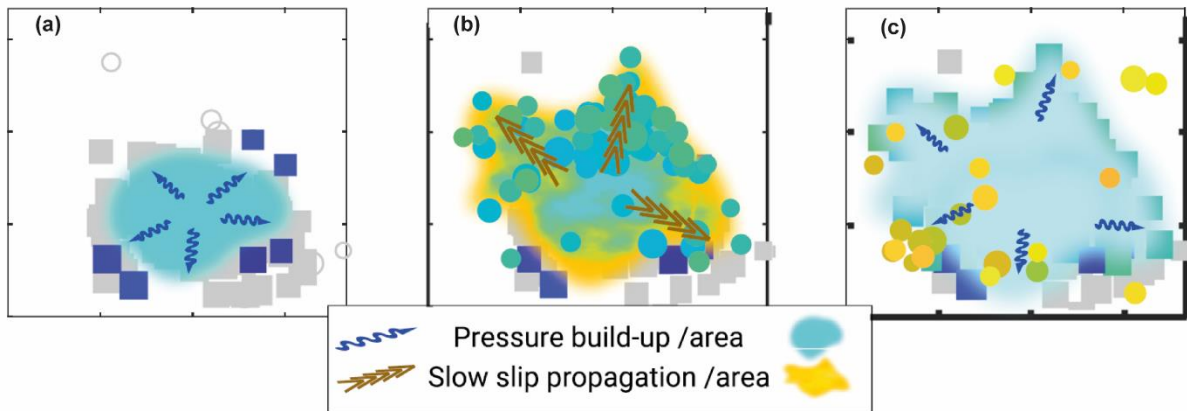 (a)
(b)
(c)
Pressure build-up /area
Slow slip propagation /area